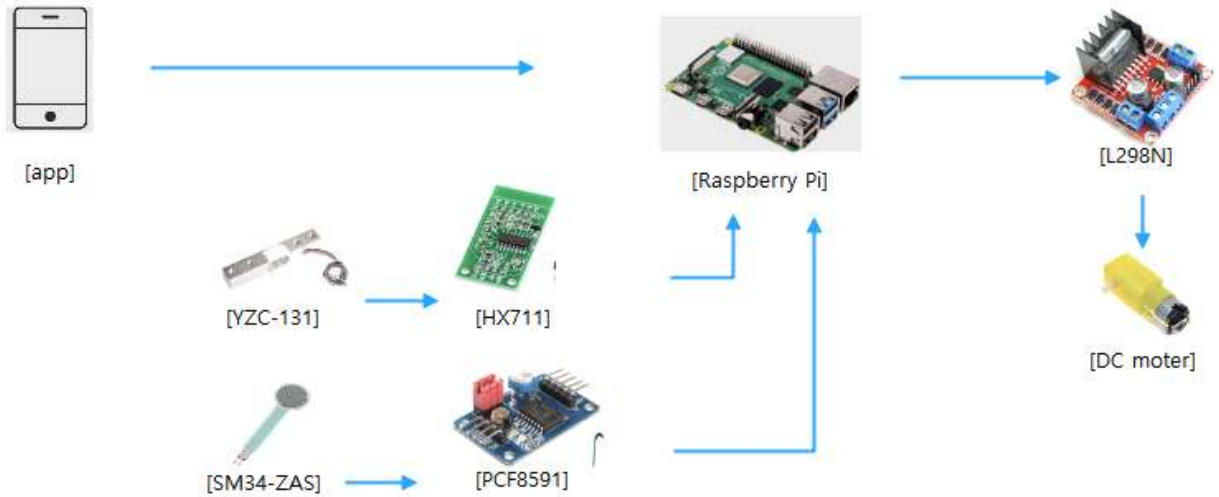 [app]
[Raspberry Pi]
[L298N]
[YZC-131]
[HX711]
[DC moter]
[SM34-ZAS]
[PCF8591]